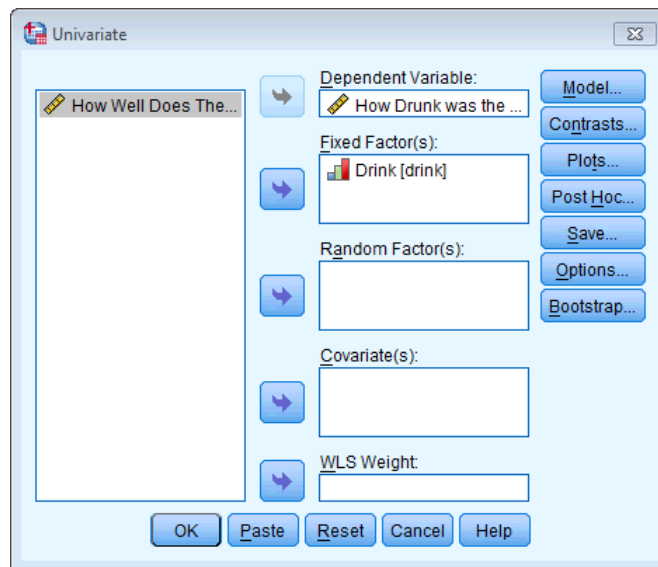 Univariate
How Well Does The...
Dependent Variable:
How Drunk was the ...
Fixed Factor(s):
Drink [drink]
Random Factor(s):
Covariate(s):
WLS Weight:
Model...
Contrasts...
Plots...
Post Hoc...
Save...
Options...
Bootstrap...
OK Paste Reset Cancel Help